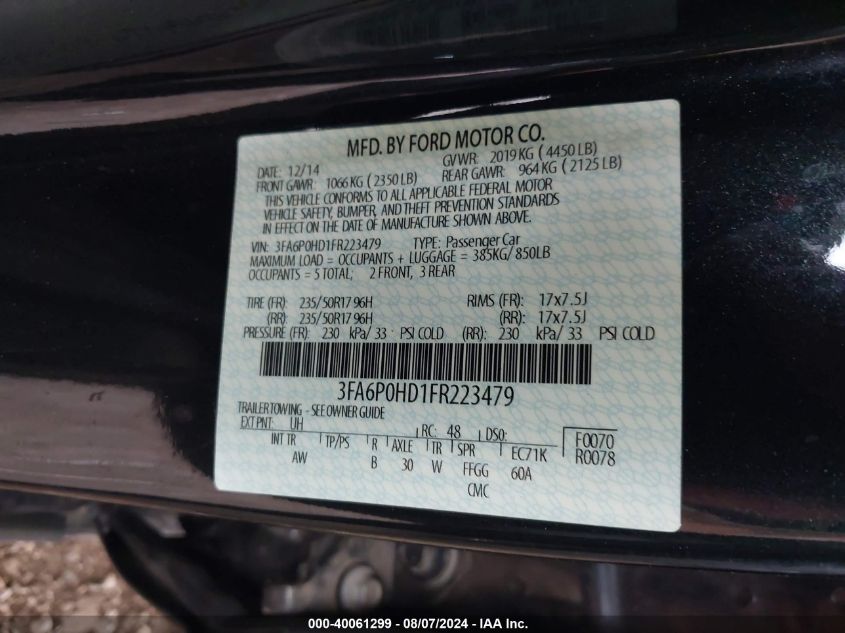 MFD. BY FORD MOTOR CO.
DATE: 12/14 GVWR: 2019 KG ( 4450 LB)
FRONT GAWR: 1066 KG ( 2350 LB) REAR GAWR: 964 KG ( 2125 LB)
THIS VEHICLE CONFORMS TO ALL APPLICABLE FEDERAL MOTOR
VEHICLE SAFETY, BUMPER, AND THEFT PREVENTION STANDARDS
IN EFFECT ON THE DATE OF MANUFACTURE SHOWN ABOVE.
VIN: 3FA6P0HD1FR223479 TYPE: Passenger Car
MAXIMUM LOAD = OCCUPANTS + LUGGAGE = 385KG/ 850LB
OCCUPANTS = 5 TOTAL; 2 FRONT, 3 REAR
TIRE (FR): 235/50R17 96H RIMS (FR): 17x7.5J
(RR): 235/50R17 96H (RR): 17x7.5J
PRESSURE (FR): 230 kPa/ 33 PSI COLD (RR): 230 kPa/ 33 PSI COLD
3FA6P0HD1FR223479
TRAILER TOWING - SEE OWNER GUIDE
EXT PNT: UH RC: 48 DSO: F0070
INT TR TP/PS R AXLE TR SPR EC71K R0078
AW B 30 W FFGG 60A
CMC
000-40061299 - 08/07/2024 - IAA Inc.